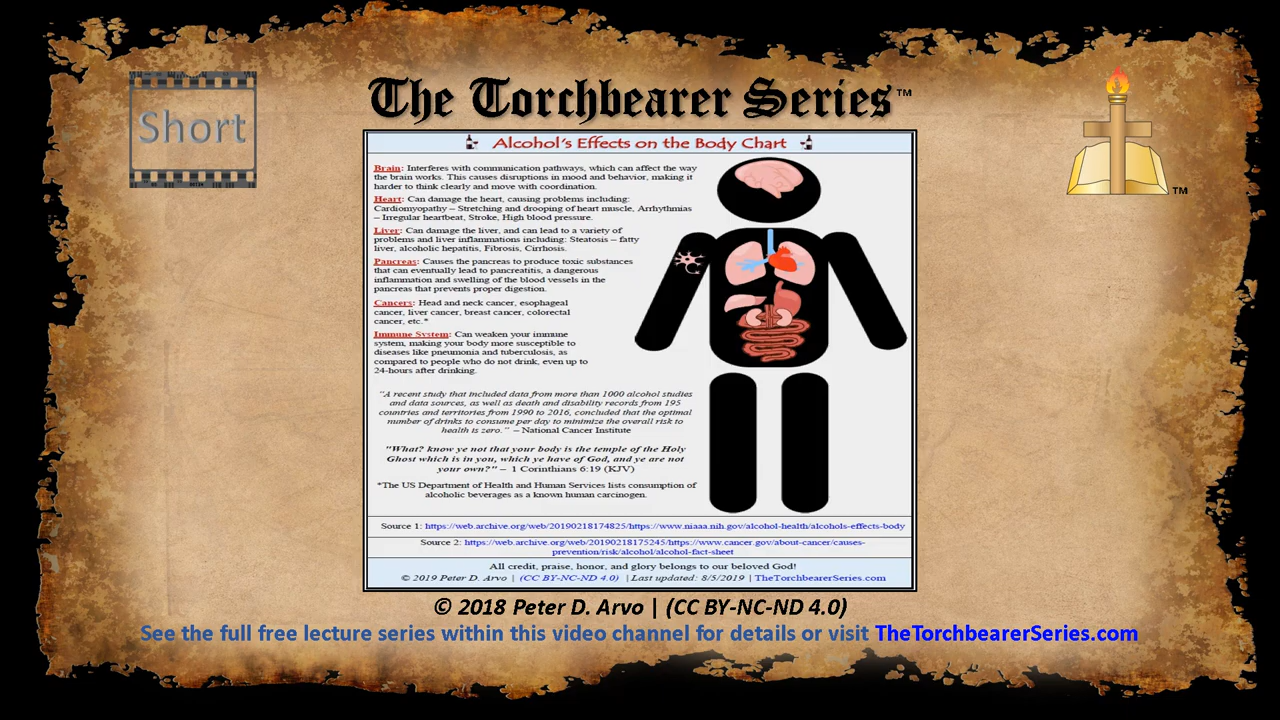 Short
The Torchbearer Series™
™
Alcohol's Effects on the Body Chart
Brain: Interferes with communication pathways, which can affect the way
the brain works. This causes disruptions in mood and behavior, making it
harder to think clearly and move with coordination.
Heart: Can damage the heart, causing problems including:
Cardiomyopathy – Stretching and drooping of heart muscle, Arrhythmias
– Irregular heartbeat, Stroke, High blood pressure.
Liver: Can damage the liver, and can lead to a variety of
problems and liver inflammations including: Steatosis – fatty
liver, alcoholic hepatitis, Fibrosis, Cirrhosis.
Pancreas: Causes the pancreas to produce toxic substances
that can eventually lead to pancreatitis, a dangerous
inflammation and swelling of the blood vessels in the
pancreas that prevents proper digestion.
Cancers: Head and neck cancer, esophageal
cancer, liver cancer, breast cancer, colorectal
cancer, etc.*
Immune System: Can weaken your immune
system, making your body more susceptible to
diseases like pneumonia and tuberculosis, as
compared to people who do not drink, even up to
24-hours after drinking.
"A recent study that included data from more than 1000 alcohol studies
and data sources, as well as death and disability records from 195
countries and territories from 1990 to 2016, concluded that the optimal
number of drinks to consume per day to minimize the overall risk to
health is zero." – National Cancer Institute
"What? know ye not that your body is the temple of the Holy
Ghost which is in you, which ye have of God, and ye are not
your own?" – 1 Corinthians 6:19 (KJV)
*The US Department of Health and Human Services lists consumption of
alcoholic beverages as a known human carcinogen.
Source 1: https://web.archive.org/web/20190218174825/https://www.niaaa.nih.gov/alcohol-health/alcohols-effects-body
Source 2: https://web.archive.org/web/20190218175245/https://www.cancer.gov/about-cancer/causes-
prevention/risk/alcohol/alcohol-fact-sheet
All credit, praise, honor, and glory belongs to our beloved God!
© 2019 Peter D. Arvo | (CC BY-NC-ND 4.0) | Last updated: 8/5/2019 | TheTorchbearerSeries.com
© 2018 Peter D. Arvo | (CC BY-NC-ND 4.0)
See the full free lecture series within this video channel for details or visit TheTorchbearerSeries.com